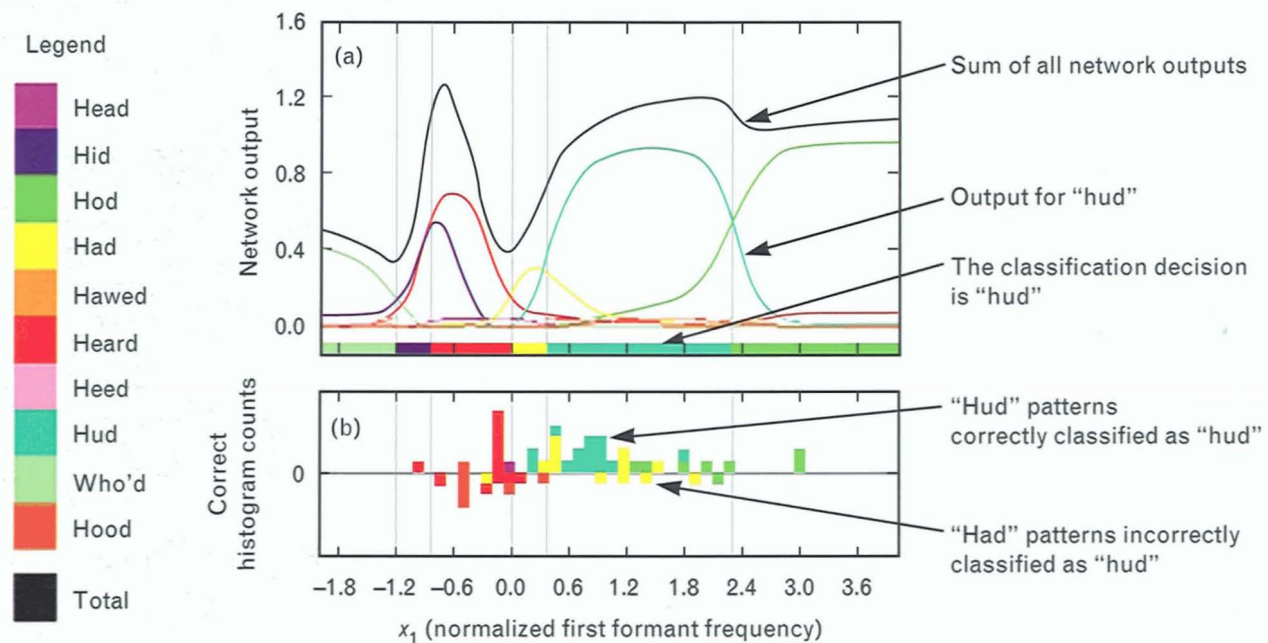 Legend
Head
Hid
Hod
Had
Hawed
Heard
Heed
Hud
Who'd
Hood
Total
1.6
1.2
0.8
0.4
0.0
Network output
(a)
Sum of all network outputs
Output for "hud"
The classification decision
is "hud"
Correct
histogram counts
0
(b)
"Hud" patterns
correctly classified as "hud"
"Had" patterns incorrectly
classified as "hud"
–1.8 –1.2 –0.6 0.0 0.6 1.2 1.8 2.4 3.0 3.6
x1 (normalized first formant frequency)